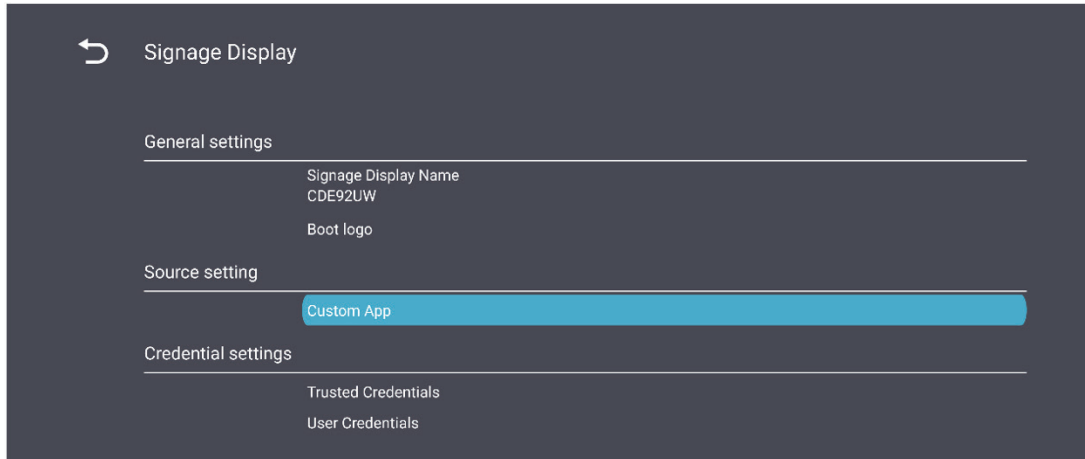 Signage Display
General settings
Signage Display Name
CDE92UW
Boot logo
Source setting
Custom App
Credential settings
Trusted Credentials
User Credentials